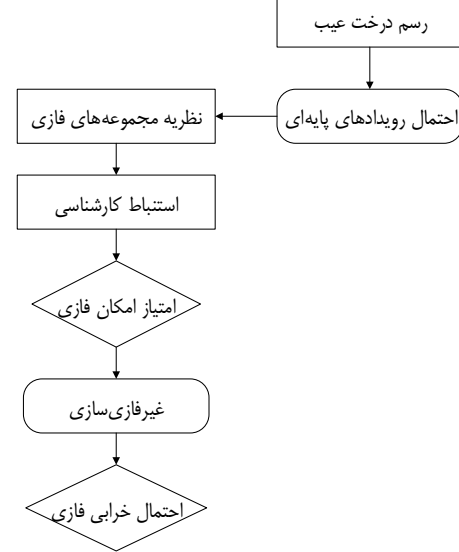 رسم درخت عیب
احتمال رویدادهای پایه‌ای
نظریه مجموعه‌های فازی
استنباط کارشناسی
امتیاز امکان فازی
غیرفازی‌سازی
احتمال خرابی فازی